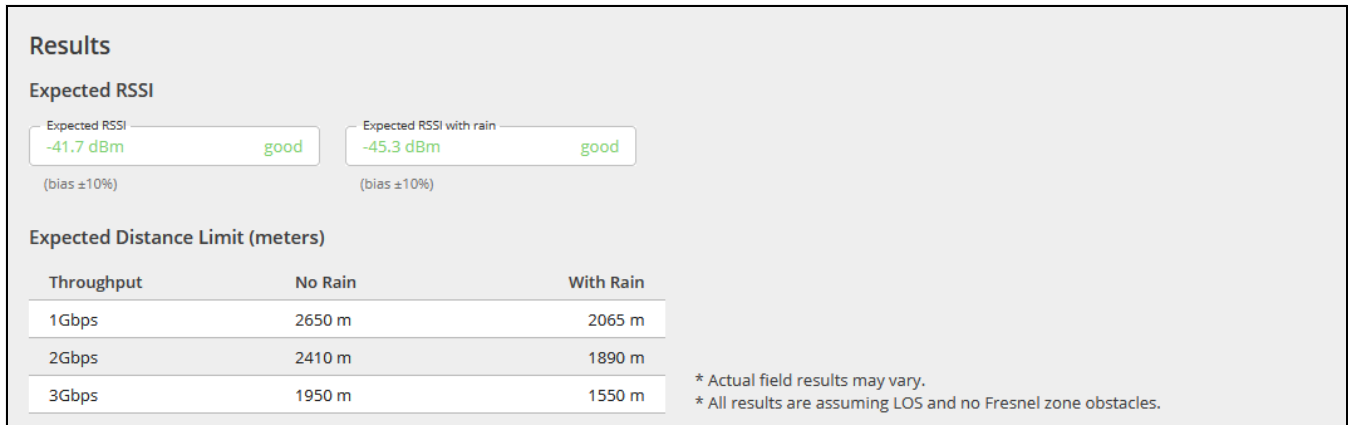 Results
Expected RSSI
Expected RSSI
-41.7 dBm good
(bias ±10%)
Expected RSSI with rain
-45.3 dBm good
(bias ±10%)
Expected Distance Limit (meters)
Throughput No Rain With Rain
1Gbps 2650 m 2065 m
2Gbps 2410 m 1890 m
3Gbps 1950 m 1550 m
* Actual field results may vary.
* All results are assuming LOS and no Fresnel zone obstacles.